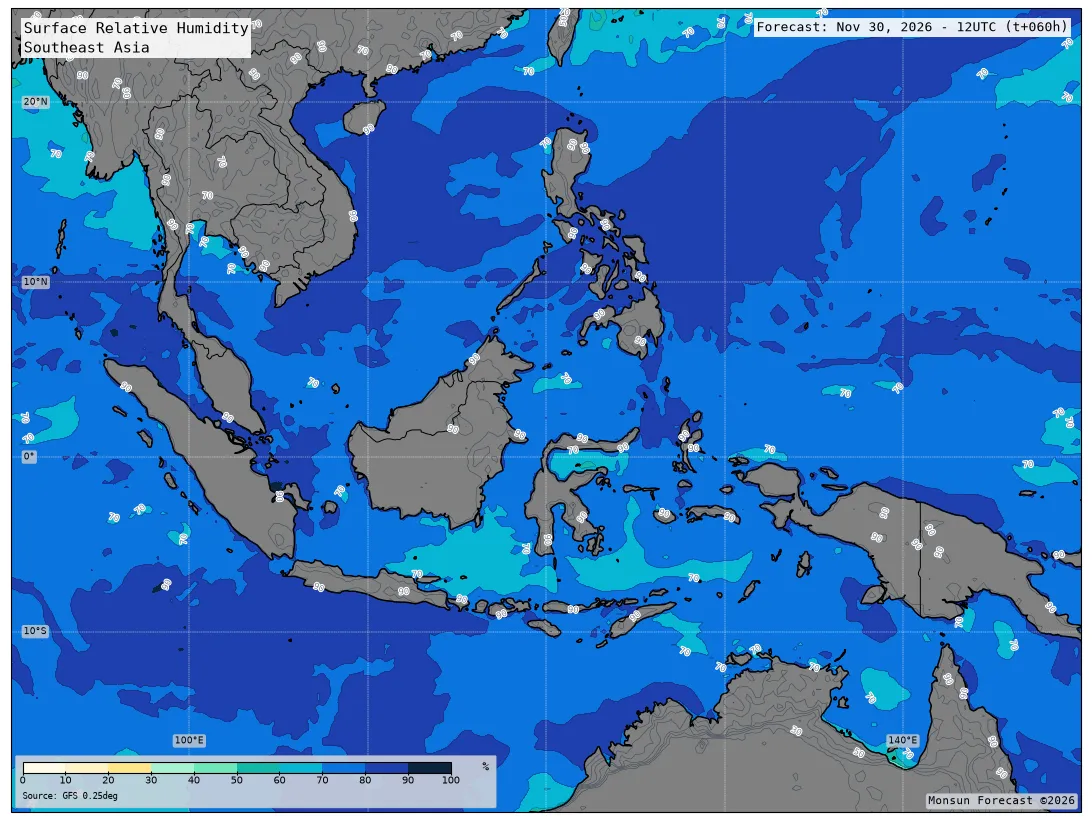 Surface Relative Humidity
Southeast Asia
Forecast: Nov 30, 2026 - 12UTC (t+060h)
20°N
10°N
0°
10°S
100°E
140°E
0 10 20 30 40 50 60 70 80 90 100
%
Source: GFS 0.25deg
Monsun Forecast ©2026